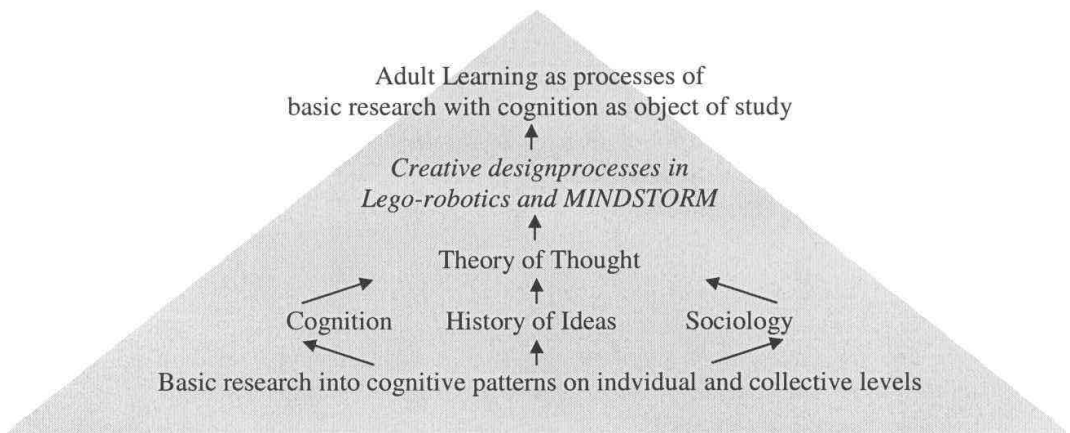 Adult Learning as processes of
basic research with cognition as object of study
Creative designprocesses in
Lego-robotics and MINDSTORM
Theory of Thought
Cognition History of Ideas Sociology
Basic research into cognitive patterns on indvidual and collective levels